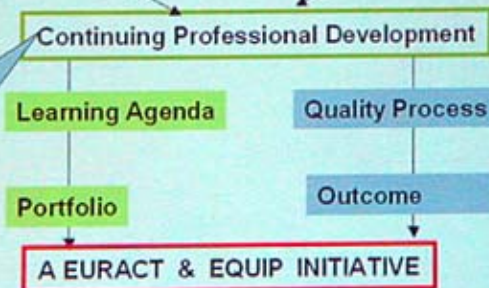 Continuing Professional Development
Learning Agenda
Quality Process
Portfolio
Outcome
A EURACT & EQUIP INITIATIVE